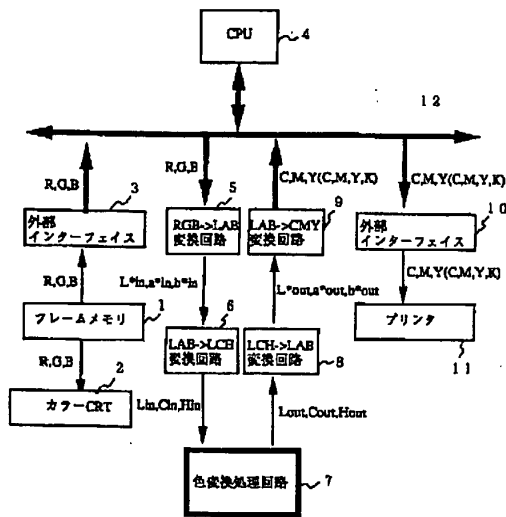 CPU
4
12
R,G,B
3
外部
インターフェイス
R,G,B
フレームメモリ
1
R,G,B
2
カラーCRT
R,G,B
5
RGB->LAB
変換回路
L*in,a*in,b*in
6
LAB->LCH
変換回路
Lin,Cin,Hin
色変換処理回路
7
Lout,Cout,Hout
LCH->LAB
変換回路
8
L*out,a*out,b*out
LAB->CMY
変換回路
9
C,M,Y(C,M,Y,K)
C,M,Y(C,M,Y,K)
10
外部
インターフェイス
C,M,Y(C,M,Y,K)
プリンタ
11